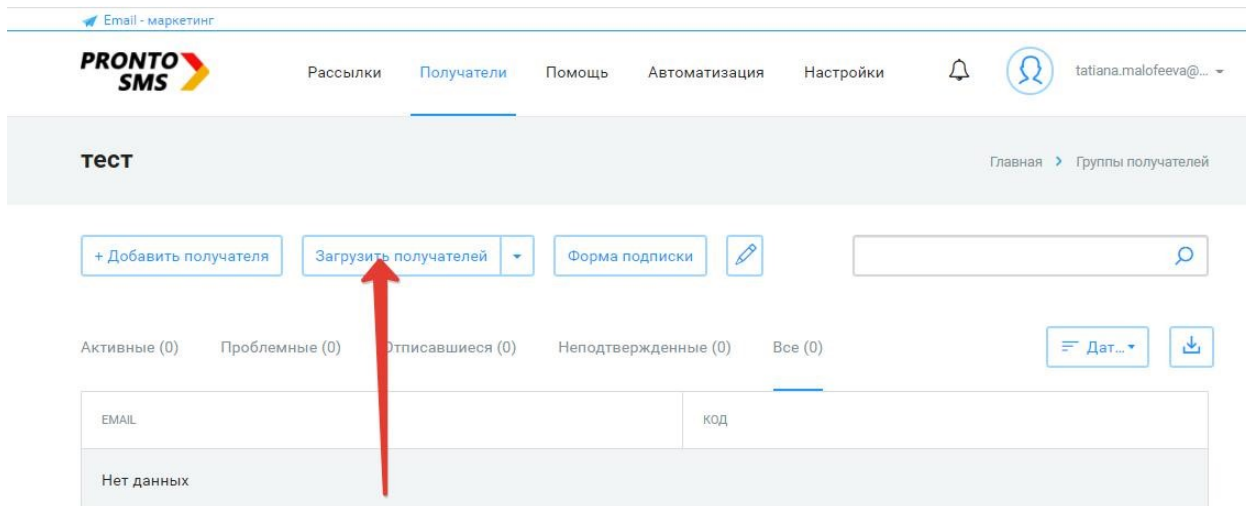 Email - маркетинг
PRONTO SMS
Рассылки Получатели Помощь Автоматизация Настройки tatiana.malofeeva@...
тест
Главная > Группы получателей
+ Добавить получателя Загрузить получателей Форма подписки
Активные (0) Проблемные (0) Отписавшиеся (0) Неподтвержденные (0) Все (0) Дат...
EMAIL КОД
Нет данных